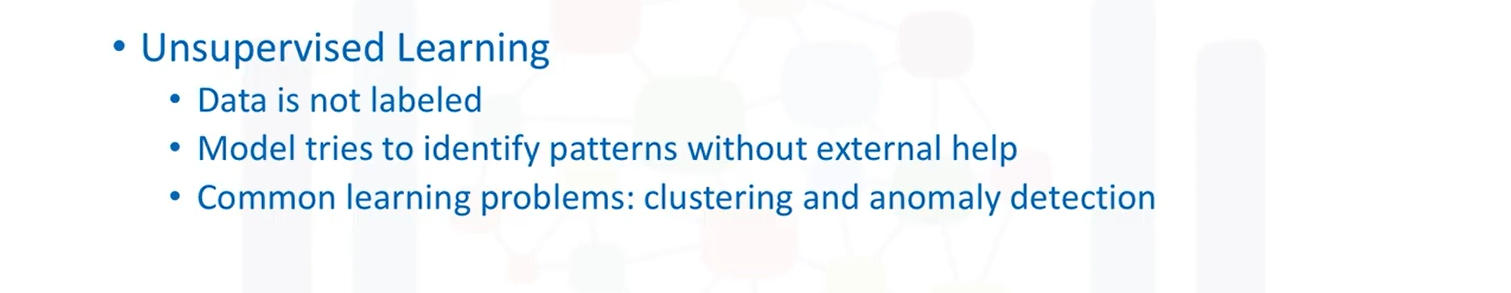 • Unsupervised Learning
• Data is not labeled
• Model tries to identify patterns without external help
• Common learning problems: clustering and anomaly detection